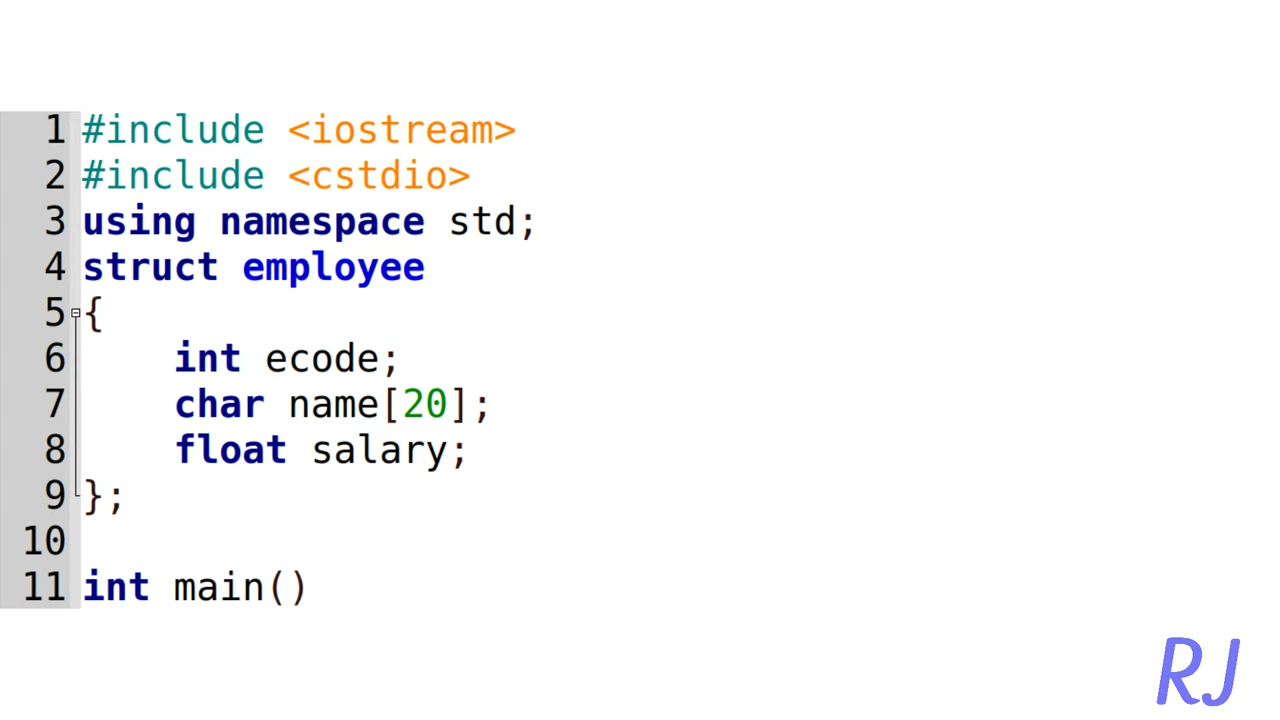 1 #include <iostream>
2 #include <cstdio>
3 using namespace std;
4 struct employee
5 {
6     int ecode;
7     char name[20];
8     float salary;
9 };
10
11 int main()
RJ